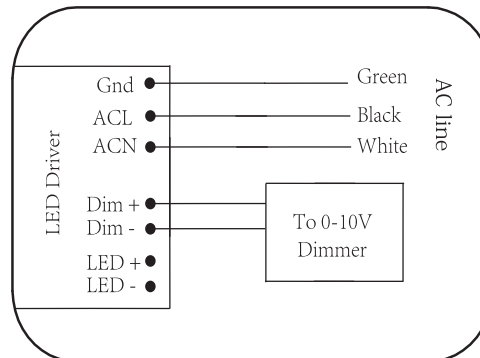 LED Driver
Gnd
Green
ACL
Black
ACN
White
AC line
Dim +
Dim -
To 0-10V
Dimmer
LED +
LED -